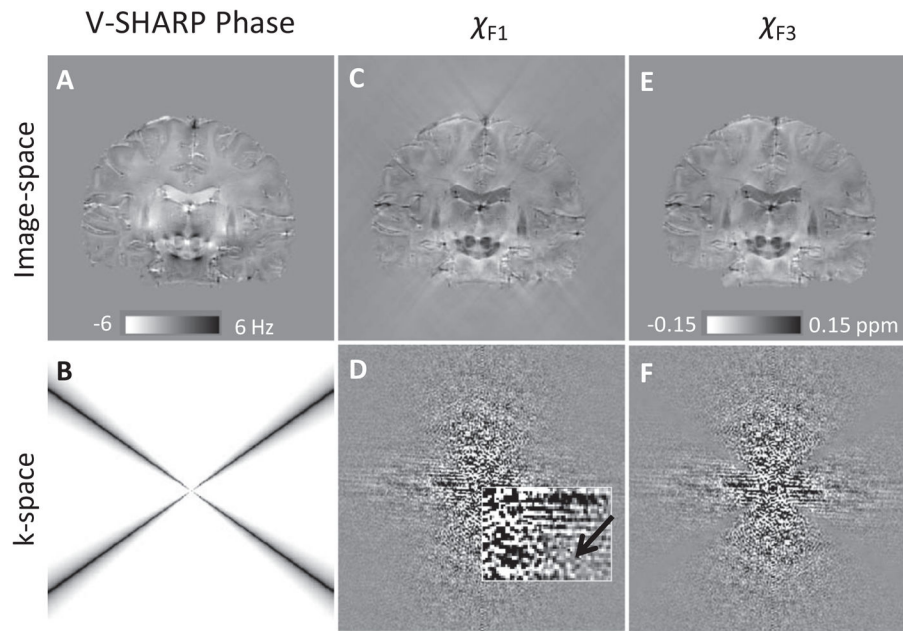 V-SHARP Phase
χF1
χF3
Image-space
A
-6
6 Hz
C
E
-0.15
0.15 ppm
k-space
B
D
F